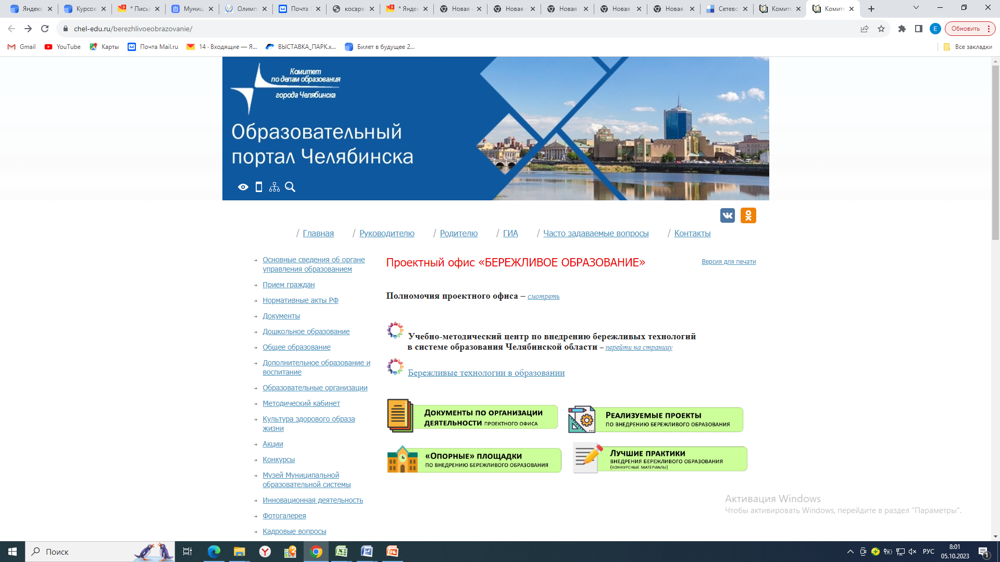 Яндекс
Курсов
* Письм
Муниц
Олимп
Почта
косаре
* Яндек
Новая
Новая
Новая
Новая
Новая
Сетево
Комите
Комите
chel-edu.ru/berezhlivoeobrazovanie/
E
Обновить
Gmail
YouTube
Карты
Почта Mail.ru
14 · Входящие — Я...
ВЫСТАВКА_ПАРК.x...
Билет в будущее 2...
Все закладки
Комитет
по делам образования
города Челябинска
Образовательный
портал Челябинска
/ Главная / Руководителю / Родителю / ГИА / Часто задаваемые вопросы / Контакты
Основные сведения об органе
управления образованием
Прием граждан
Нормативные акты РФ
Документы
Дошкольное образование
Общее образование
Дополнительное образование и
воспитание
Образовательные организации
Методический кабинет
Культура здорового образа
жизни
Акции
Конкурсы
Музей Муниципальной
образовательной системы
Инновационная деятельность
Фотогалерея
Кадровые вопросы
Проектный офис «БЕРЕЖЛИВОЕ ОБРАЗОВАНИЕ»
Версия для печати
Полномочия проектного офиса – смотреть
Учебно-методический центр по внедрению бережливых технологий
в системе образования Челябинской области – перейти на страницу
Бережливые технологии в образовании
Документы по организации
деятельности проектного офиса
Реализуемые проекты
по внедрению бережливого образования
«Опорные» площадки
по внедрению бережливого образования
Лучшие практики
внедрения бережливого образования
(конкурсные материалы)
Активация Windows
Чтобы активировать Windows, перейдите в раздел "Параметры".
Поиск
РУС
8:01
05.10.2023
1